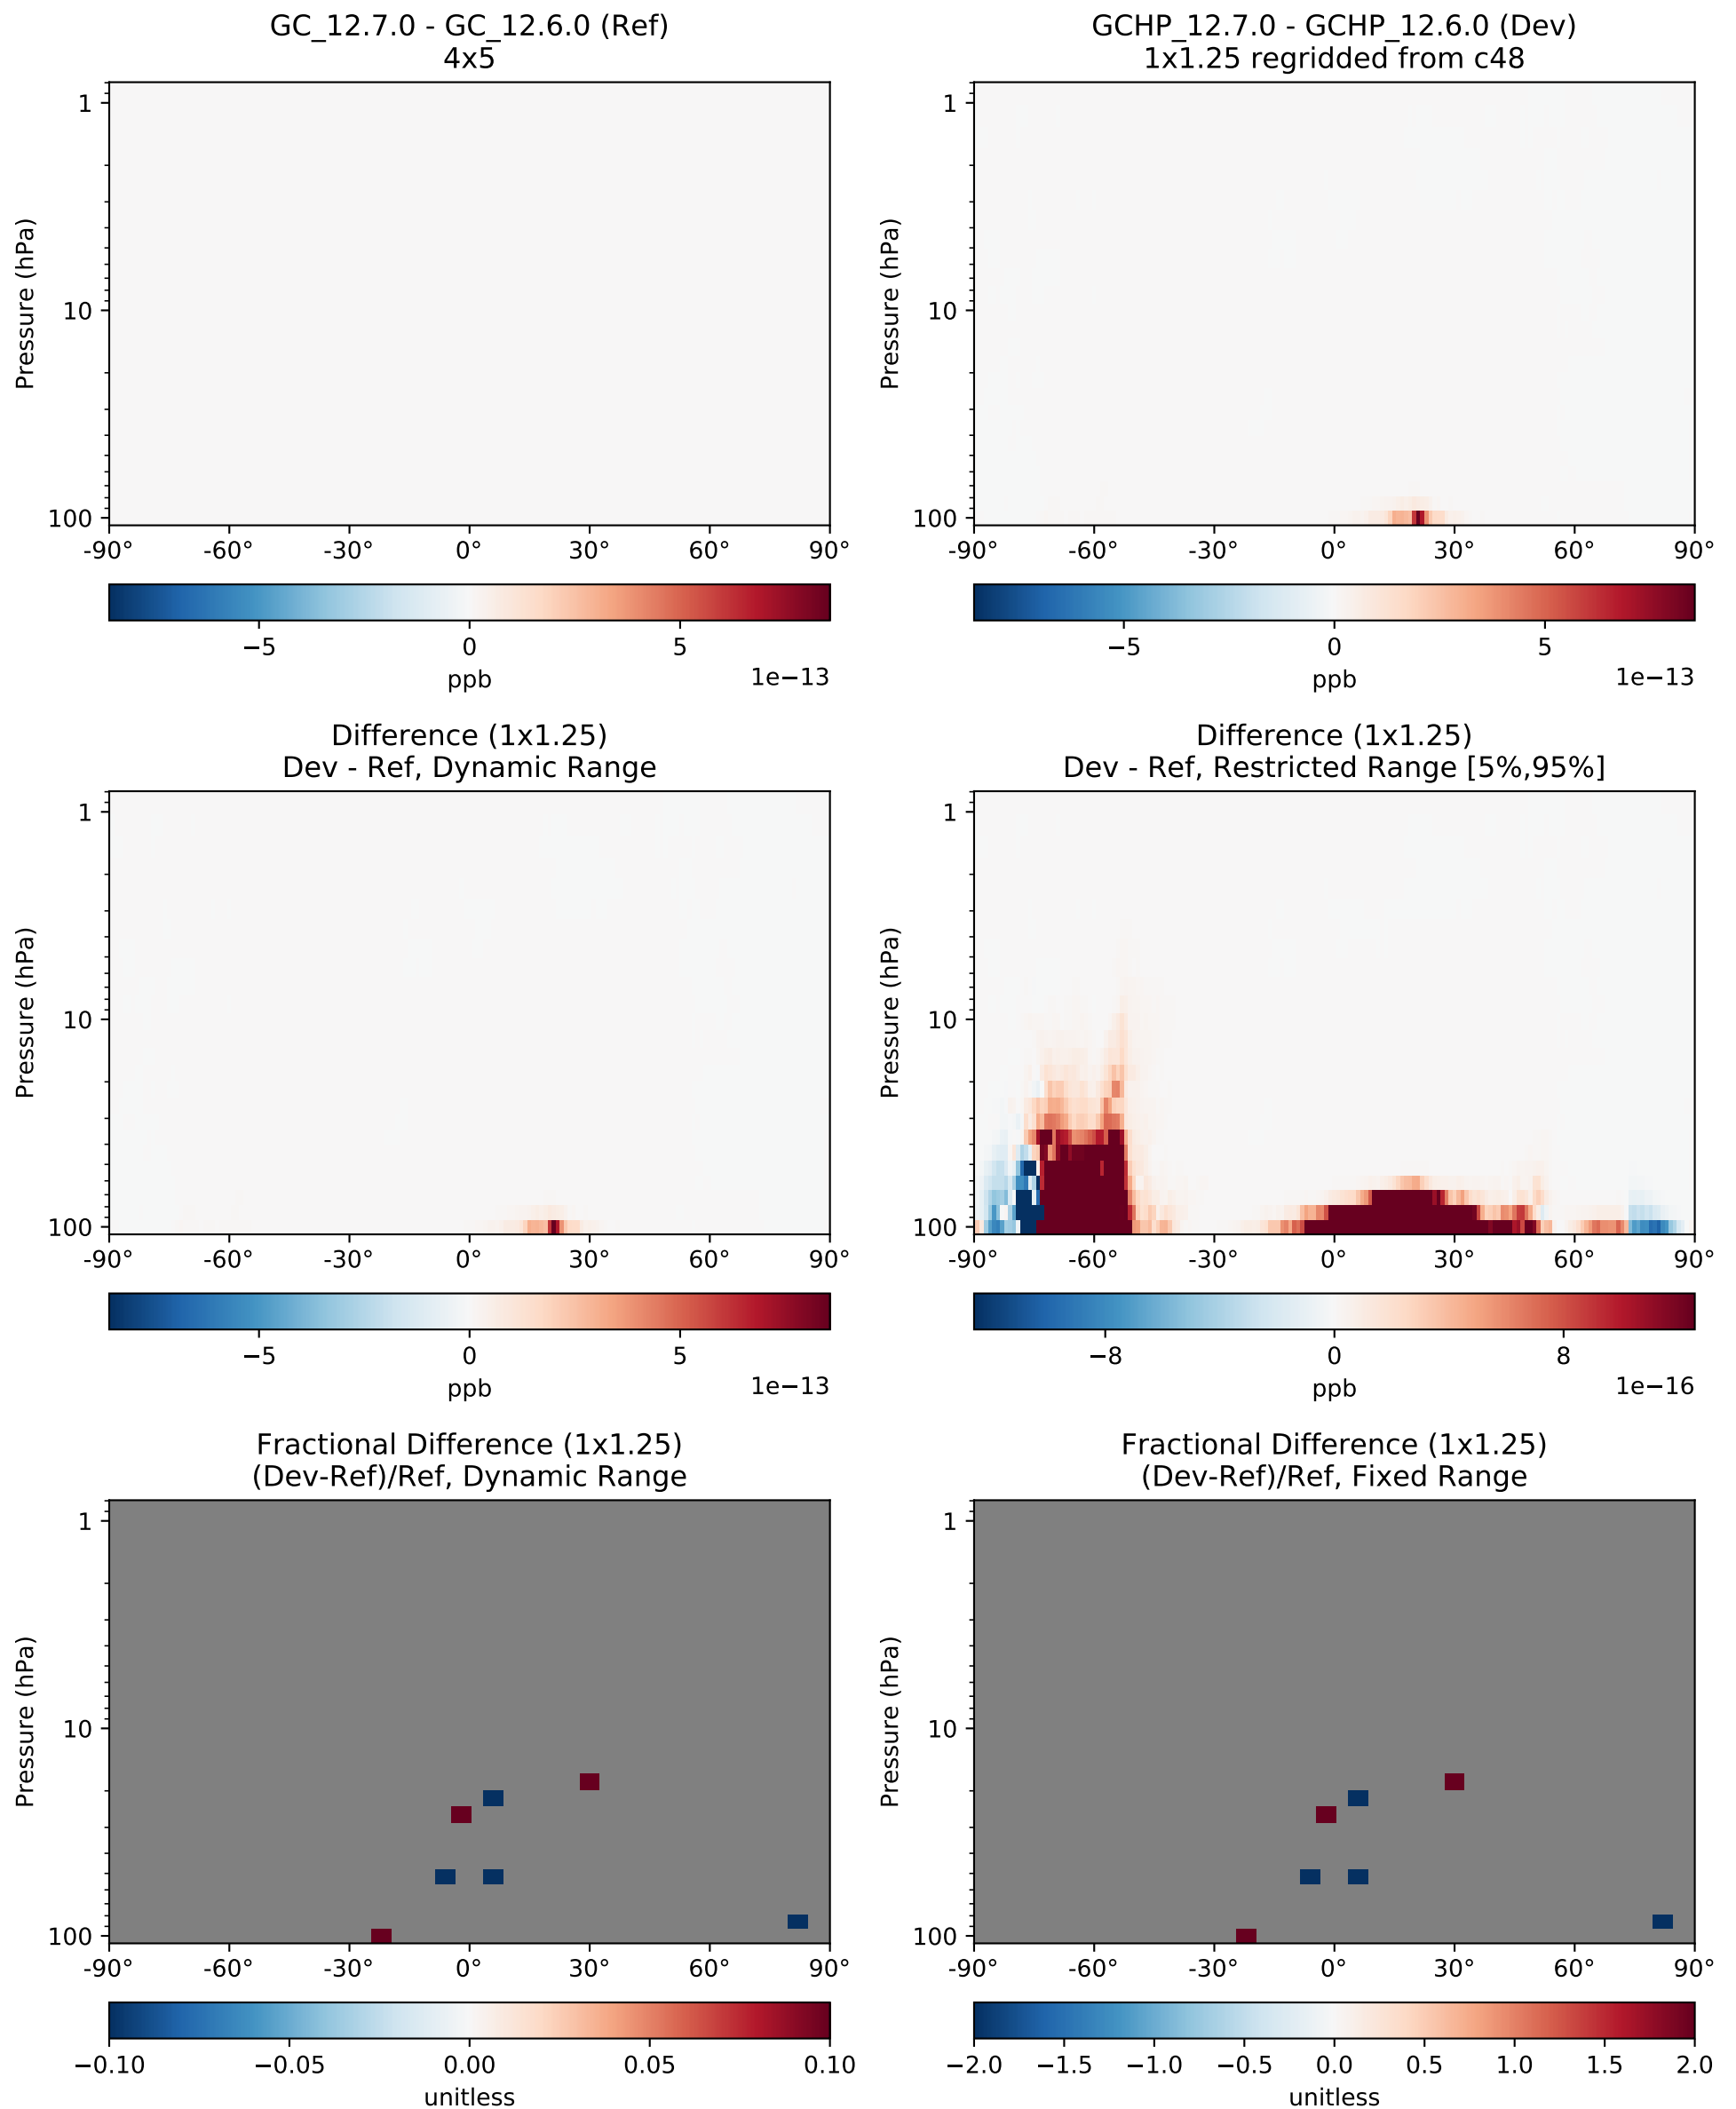 GC_12.7.0 - GC_12.6.0 (Ref)
4x5
Pressure (hPa)
1
10
100
-90° -60° -30° 0° 30° 60° 90°
−5 0 5
1e−13
ppb
GCHP_12.7.0 - GCHP_12.6.0 (Dev)
1x1.25 regridded from c48
Pressure (hPa)
1
10
100
-90° -60° -30° 0° 30° 60° 90°
−5 0 5
1e−13
ppb
Difference (1x1.25)
Dev - Ref, Dynamic Range
Pressure (hPa)
1
10
100
-90° -60° -30° 0° 30° 60° 90°
−5 0 5
1e−13
ppb
Difference (1x1.25)
Dev - Ref, Restricted Range [5%,95%]
Pressure (hPa)
1
10
100
-90° -60° -30° 0° 30° 60° 90°
−8 0 8
1e−16
ppb
Fractional Difference (1x1.25)
(Dev-Ref)/Ref, Dynamic Range
Pressure (hPa)
1
10
100
-90° -60° -30° 0° 30° 60° 90°
−0.10 −0.05 0.00 0.05 0.10
unitless
Fractional Difference (1x1.25)
(Dev-Ref)/Ref, Fixed Range
Pressure (hPa)
1
10
100
-90° -60° -30° 0° 30° 60° 90°
−2.0 −1.5 −1.0 −0.5 0.0 0.5 1.0 1.5 2.0
unitless